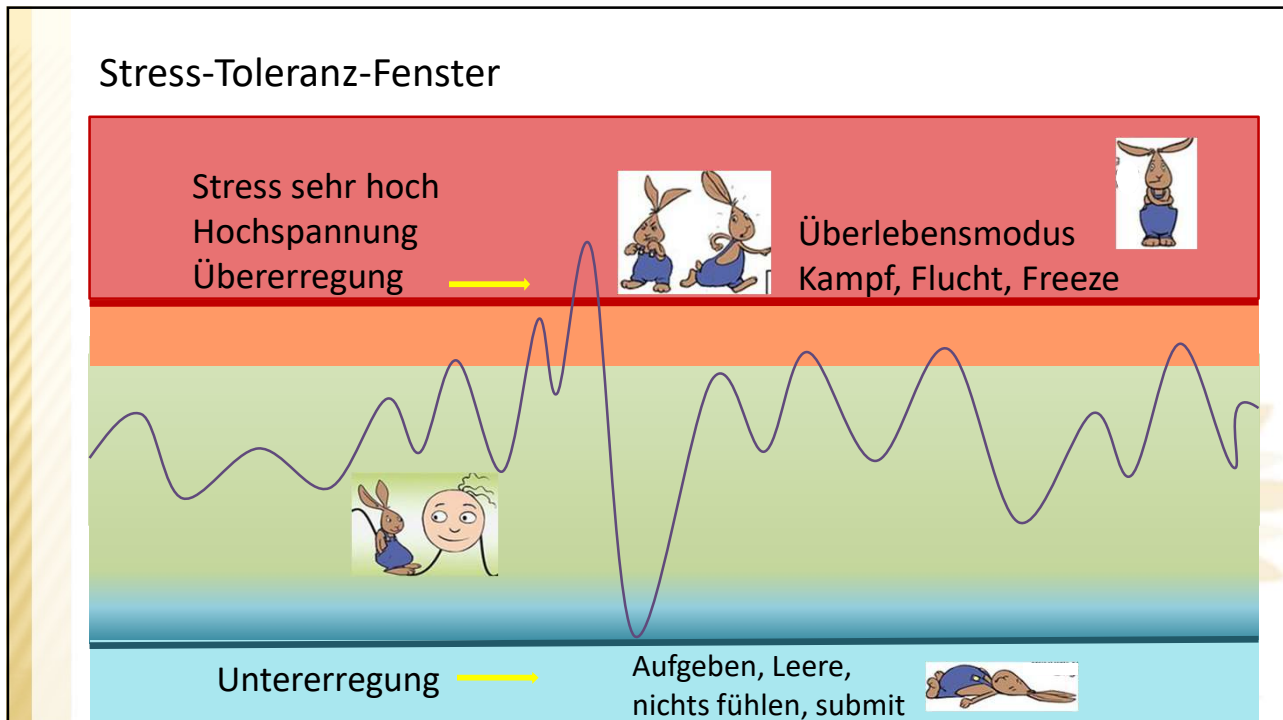 Stress-Toleranz-Fenster
Stress sehr hoch
Hochspannung
Übererregung
Überlebensmodus
Kampf, Flucht, Freeze
Untererregung
Aufgeben, Leere,
nichts fühlen, submit